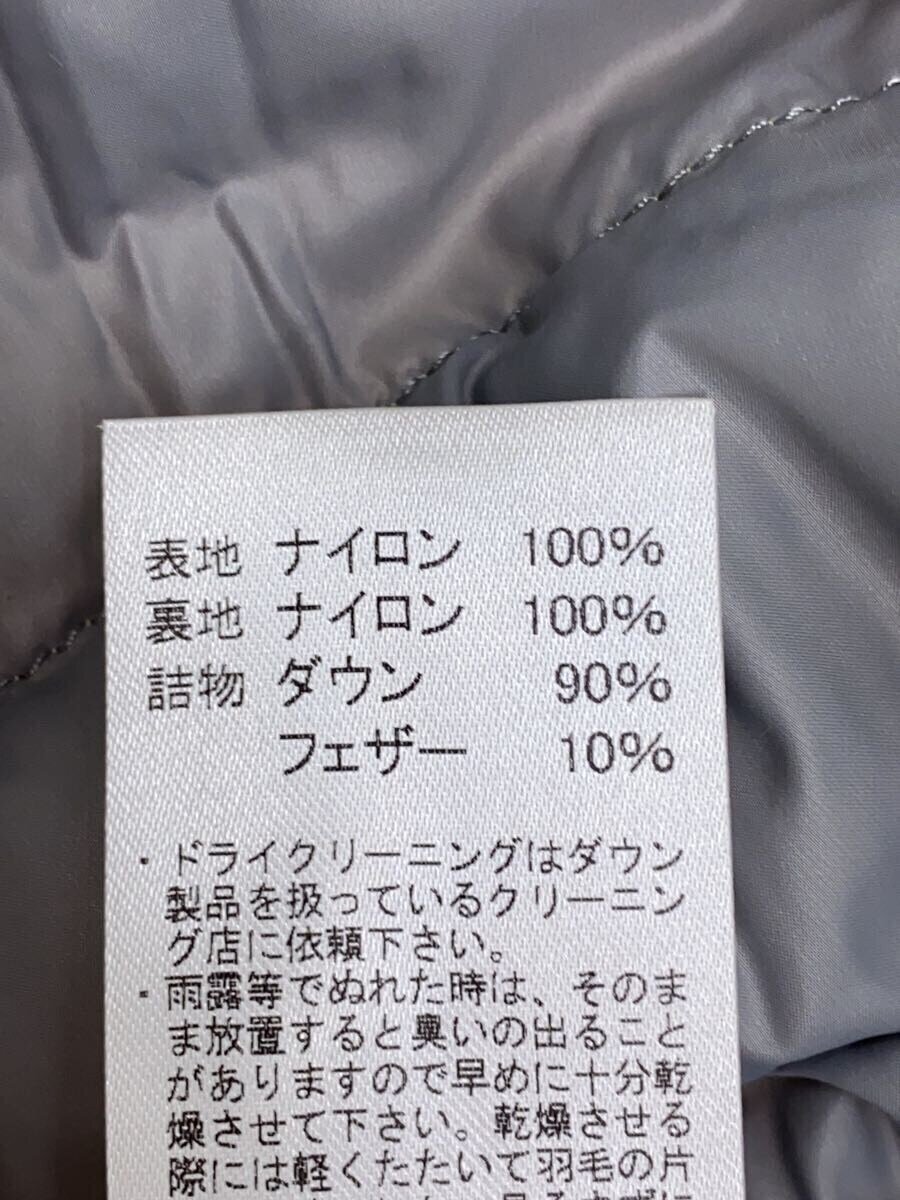 表地 ナイロン 100%
裏地 ナイロン 100%
詰物 ダウン 90%
フェザー 10%
・ドライクリーニングはダウン
製品を扱っているクリーニン
グ店に依頼下さい。
・雨露等でぬれた時は、そのま
ま放置すると臭いの出ること
がありますので早めに十分乾
燥させて下さい。乾燥させる
際には軽くたたいて羽毛の片